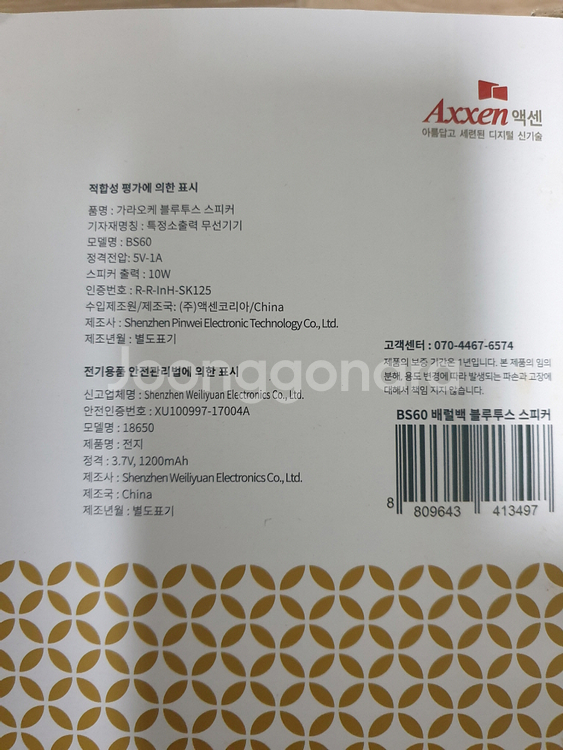 Axxen 액센
아름답고 세련된 디지털 신기술
적합성 평가에 의한 표시
품명 : 가라오케 블루투스 스피커
기자재명칭 : 특정소출력 무선기기
모델명 : BS60
정격전압: 5V-1A
스피커 출력 : 10W
인증번호 : R-R-InH-SK125
수입제조원/제조국: (주)액센코리아/China
제조사 : Shenzhen Pinwei Electronic Technology Co., Ltd.
제조년월 : 별도표기
전기용품 안전관리법에 의한 표시
신고업체명 : Shenzhen Weiliyuan Electronics Co., Ltd.
안전인증번호 : XU100997-17004A
모델명 : 18650
제품명 : 전지
정격 : 3.7V, 1200mAh
제조사 : Shenzhen Weiliyuan Electronics Co., Ltd.
제조국 : China
제조년월 : 별도표기
고객센터 : 070-4467-6574
제품의 보증 기간은 1년입니다. 본 제품의 임의
분해, 용도 변경에 따라 발생되는 파손과 고장에
대해서 책임 지지 않습니다.
BS60 배럴백 블루투스 스피커
8 809643 413497
Joonggonara